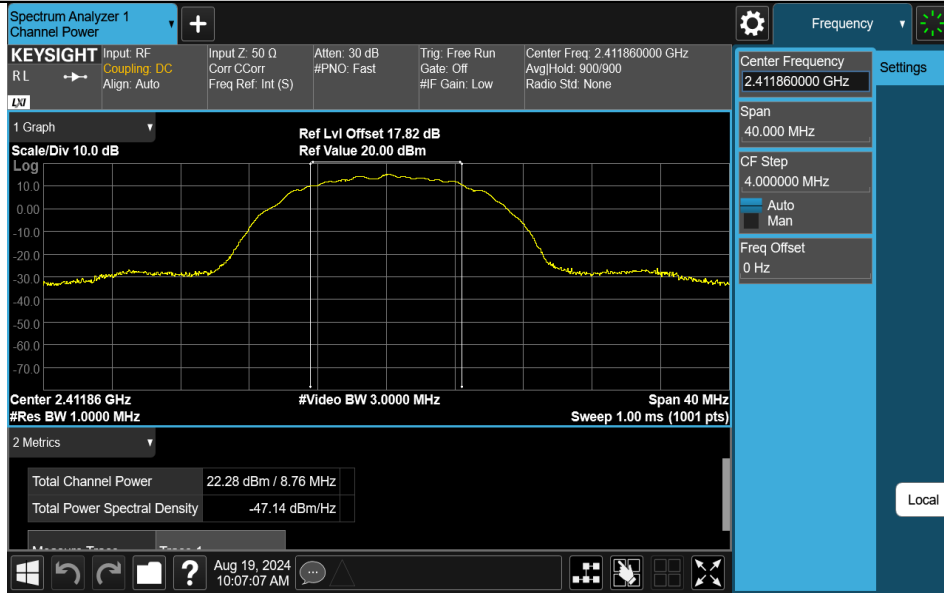 Spectrum Analyzer 1
Channel Power
+
Frequency
KEYSIGHT
R L
LXI
Input: RF
Coupling: DC
Align: Auto
Input Z: 50 Ω
Corr CCorr
Freq Ref: Int (S)
Atten: 30 dB
#PNO: Fast
Trig: Free Run
Gate: Off
#IF Gain: Low
Center Freq: 2.411860000 GHz
Avg|Hold: 900/900
Radio Std: None
Center Frequency
2.411860000 GHz
Settings
Span
40.000 MHz
CF Step
4.000000 MHz
Auto
Man
Freq Offset
0 Hz
Local
1 Graph
Scale/Div 10.0 dB
Ref Lvl Offset 17.82 dB
Ref Value 20.00 dBm
Log
10.0
0.00
-10.0
-20.0
-30.0
-40.0
-50.0
-60.0
-70.0
Center 2.41186 GHz
#Video BW 3.0000 MHz
Span 40 MHz
#Res BW 1.0000 MHz
Sweep 1.00 ms (1001 pts)
2 Metrics
Total Channel Power 22.28 dBm / 8.76 MHz
Total Power Spectral Density -47.14 dBm/Hz
Measure Trace Trace 1
?
Aug 19, 2024
10:07:07 AM